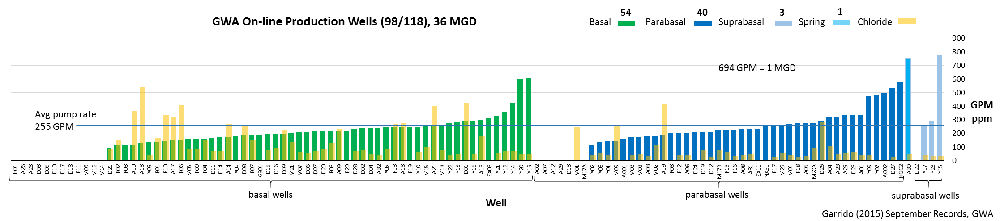 54 40 3 1
GWA On-line Production Wells (98/118), 36 MGD
Basal Parabasal Suprabasal Spring Chloride
900
800
700
600
500
400
300
200
100
0
694 GPM = 1 MGD
Avg pump rate
255 GPM
GPM
ppm
H01 A26 A28 D03 D05 D10 D17 D18 F11 M06 M12 M14 D21 F02 F03 A10 A13 Y06 F01 F10 A17 F06 M05 F09 F04 D11 D14 A14 Y04 D08 F07 G501 D15 D16 D09 M21 M07 D06 D07 D20 F05 A09 F20 D28 D02 D04 A32 Y05 F13 A18 F19 Y10 M15 A21 M18 Y22 Y18 D01 Y16 A15 EX05 Y21 Y12 Y14 Y20 Y19 A02 A07 A12 A29 D13 M01 M17A Y02 Y03 Y01 M09 AG01 M08 M03 A03 M02 A19 F08 F12 A06 D24 D19 D12 M17B F15 F16 A08 A31 EX11 NAS1 F17 M23 M04 F18 A05 M20A D26 A04 A23 A25 D25 A01 Y09 Y07 AG02 D27 HGC2 A30 D22 Y17 Y23 Y15
basal wells
parabasal wells
suprabasal wells
Well
Garrido (2015) September Records, GWA